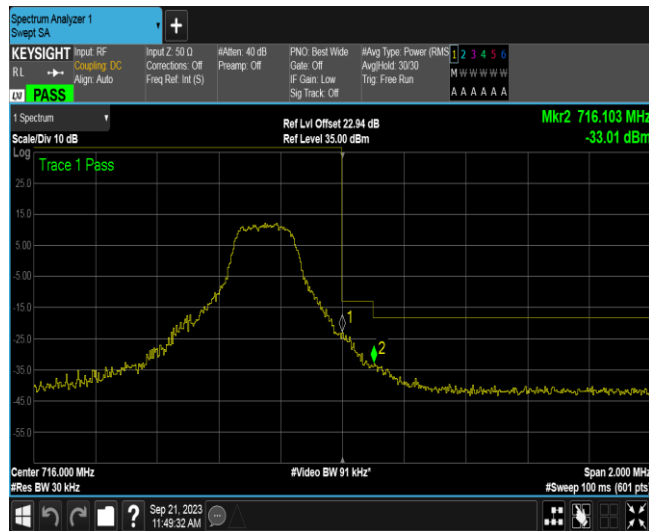 Spectrum Analyzer 1
Swept SA
+
KEYSIGHT
RL
LXI
PASS
Input: RF
Coupling: DC
Align: Auto
Input Z: 50 Ω
Corrections: Off
Freq Ref: Int (S)
#Atten: 40 dB
Preamp: Off
PNO: Best Wide
Gate: Off
IF Gain: Low
Sig Track: Off
#Avg Type: Power (RMS
Avg|Hold: 30/30
Trig: Free Run
1 2 3 4 5 6
M W W W W W
A A A A A A
1 Spectrum
Scale/Div 10 dB
Ref Lvl Offset 22.94 dB
Ref Level 35.00 dBm
Mkr2 716.103 MHz
-33.01 dBm
Log
Trace 1 Pass
25.0
15.0
5.00
-5.00
-15.0
-25.0
-35.0
-45.0
-55.0
1
2
Center 716.000 MHz
#Res BW 30 kHz
#Video BW 91 kHz*
Span 2.000 MHz
#Sweep 100 ms (601 pts)
?
Sep 21, 2023
11:49:32 AM